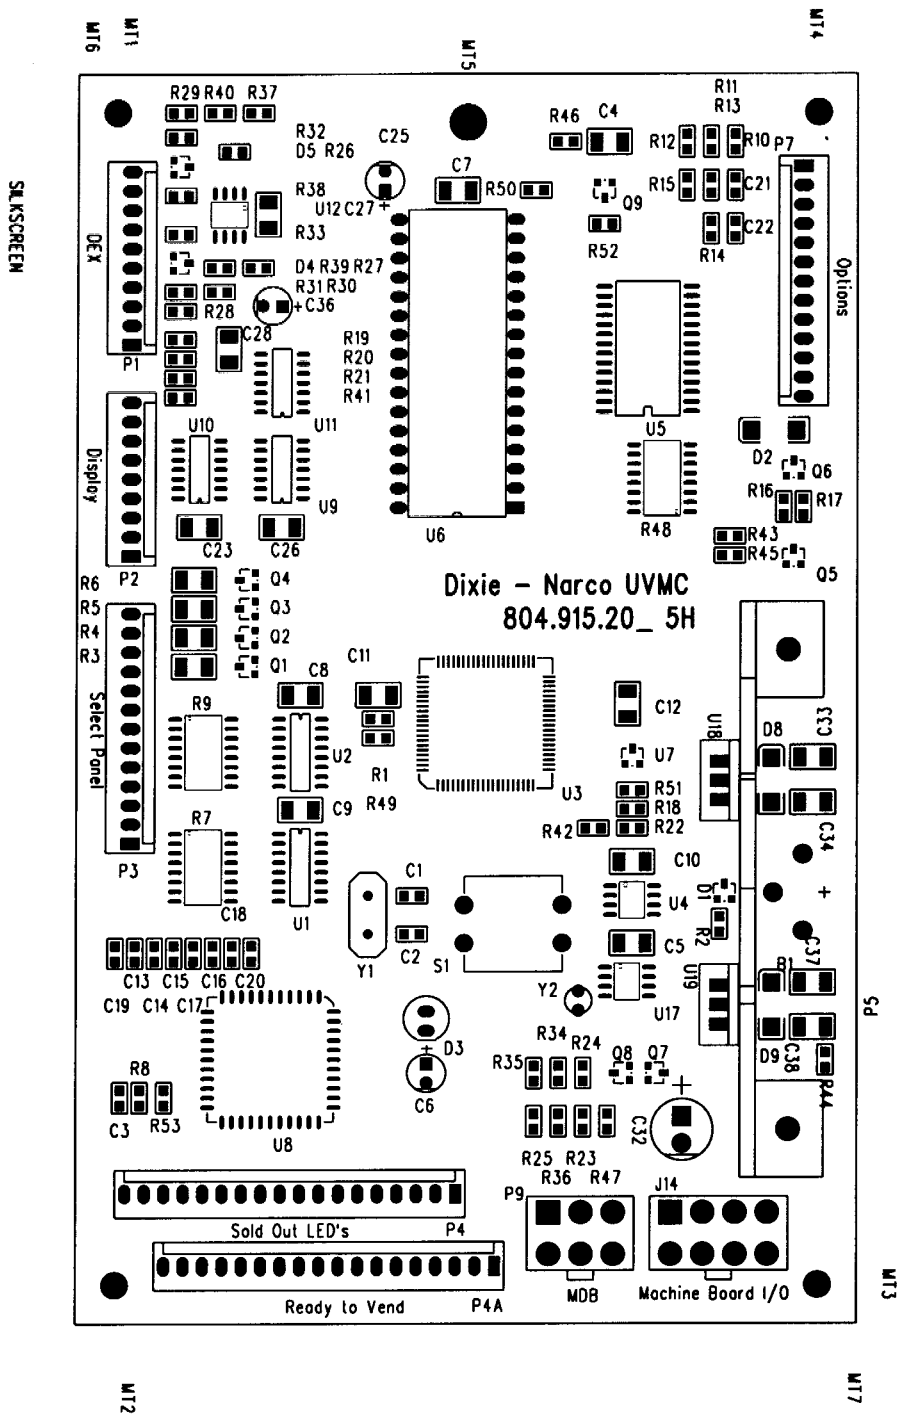 MT6
MT1
MT5
MT4
SILKSCREEN
R29 R40 R37
R32
D5 R26
C25
C7
R46 C4
R11
R13
R12
R10
P7
R50
R38
U12 C27
R33
Q9
R15
C21
C22
R52
R14
DEX
D4 R39 R27
R31 R30
C36
R28
C28
R19
R20
R21
R41
P1
Options
U10
U11
U5
D2
Q6
Display
U9
R16
R17
C23
C26
U6
R48
R43
R45
Q5
P2
R6
R5
R4
R3
Q4
Q3
Q2
Q1
Dixie - Narco UVMC
804.915.20_ 5H
Select Panel
C8
C11
R9
C12
U18
D8
C33
U2
U7
R1
U3
R51
R18
R42
R22
C34
C9
R49
R7
P3
C10
C1
C18
U1
U4
D1
R2
+
C2
Y1
S1
C5
C37
B1
C13 C15 C16 C20
C19 C14 C17
Y2
U17
U19
P5
D3
R34
R24
R35
Q8 Q7
D9
C38
R44
+
C6
R8
C3
R53
U8
C32
R25 R23
R36 R47
P9
J14
Sold Out LED's
P4
Ready to Vend
P4A
MDB
Machine Board I/O
MT3
MT2
MT7